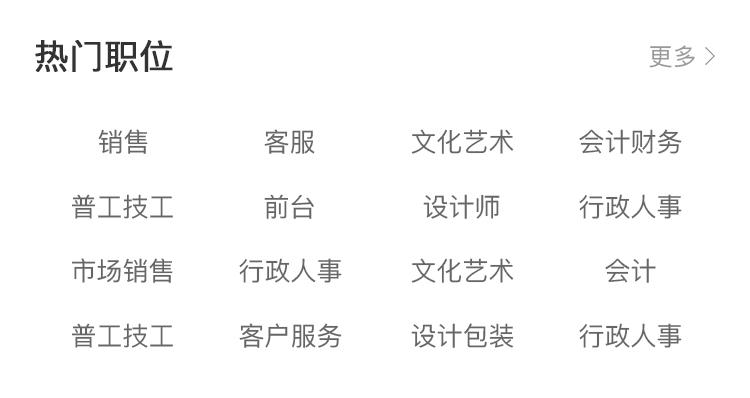 热门职位 更多
销售 客服 文化艺术 会计财务
普工技工 前台 设计师 行政人事
市场销售 行政人事 文化艺术 会计
普工技工 客户服务 设计包装 行政人事